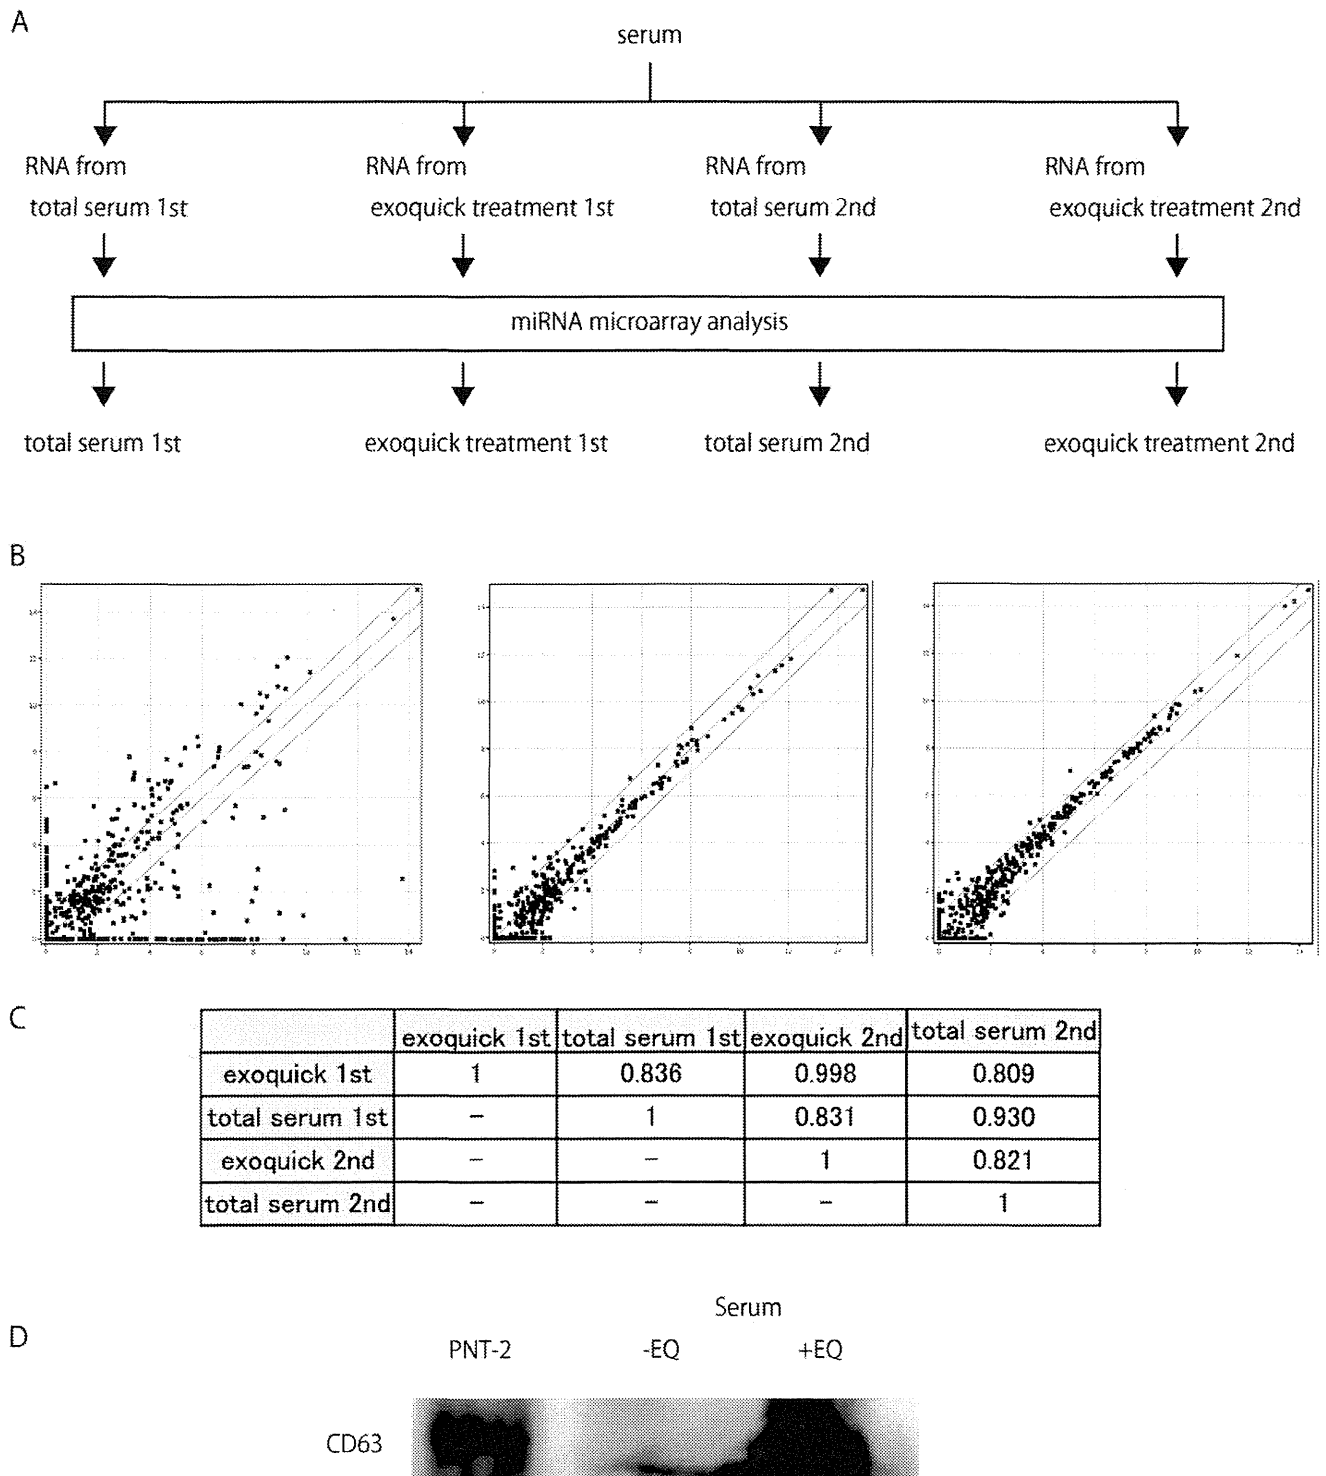 A
serum
RNA from RNA from RNA from RNA from
total serum 1st exoquick treatment 1st total serum 2nd exoquick treatment 2nd
miRNA microarray analysis
total serum 1st exoquick treatment 1st total serum 2nd exoquick treatment 2nd
B
C
exoquick 1st total serum 1st exoquick 2nd total serum 2nd
exoquick 1st 1 0.836 0.998 0.809
total serum 1st – 1 0.831 0.930
exoquick 2nd – – 1 0.821
total serum 2nd – – – 1
Serum
D
PNT-2 -EQ +EQ
CD63